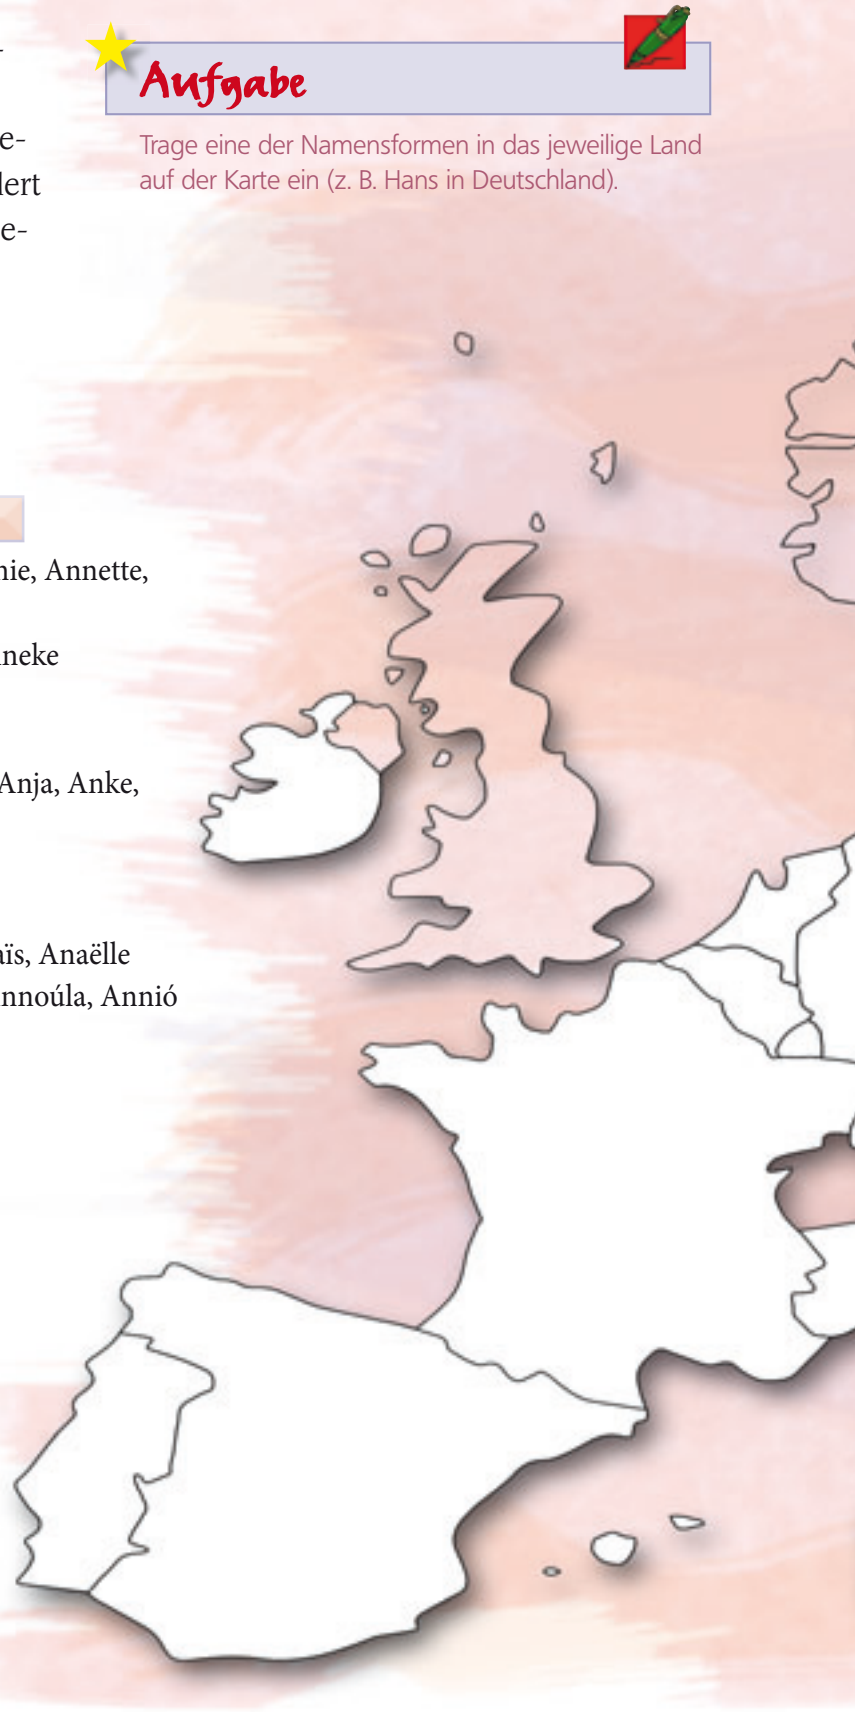 Aufgabe
e-
Trage eine der Namensformen in das jeweilige Land
lert
auf der Karte ein (z. B. Hans in Deutschland).
e-
nie, Annette,
neke
Anja, Anke,
aïs, Anaëlle
nnoúla, Annió